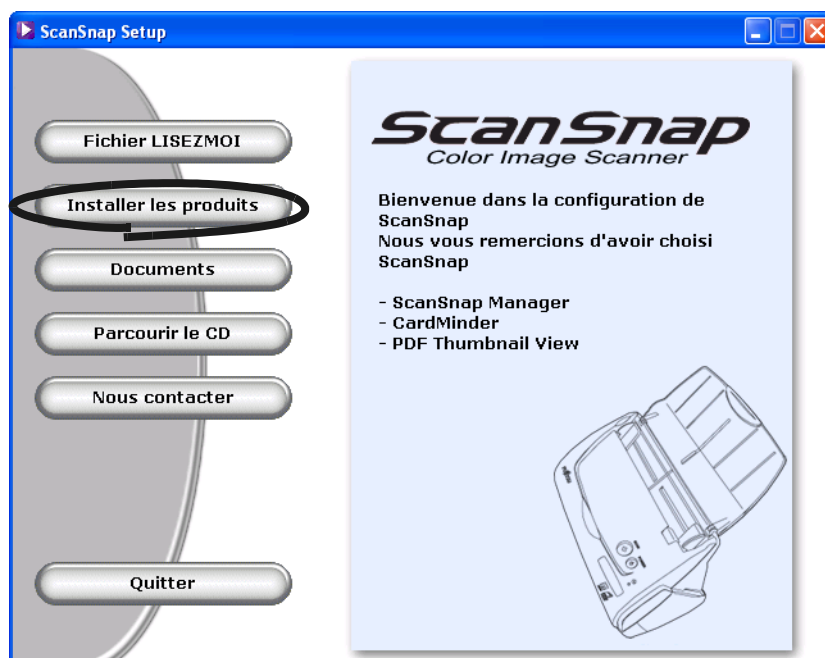 ScanSnap Setup
Fichier LISEZMOI
Installer les produits
Documents
Parcourir le CD
Nous contacter
Quitter
ScanSnap
Color Image Scanner
Bienvenue dans la configuration de
ScanSnap
Nous vous remercions d'avoir choisi
ScanSnap
- ScanSnap Manager
- CardMinder
- PDF Thumbnail View